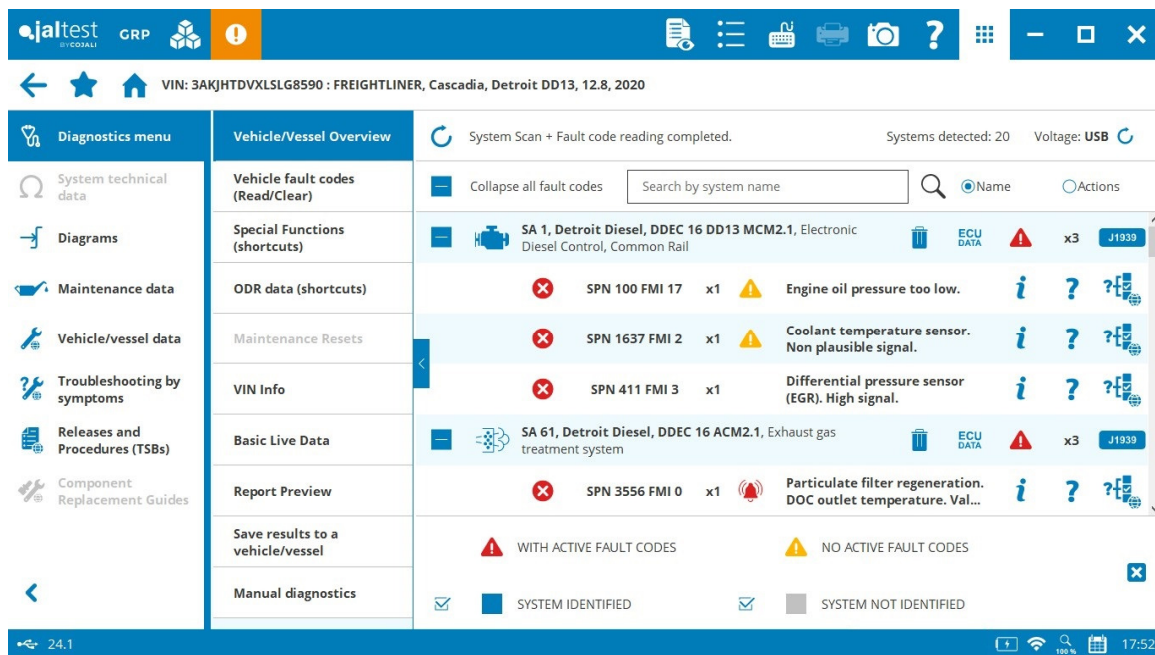 jaltest
BY COJALI
GRP
VIN: 3AKJHTDVXLSLG8590 : FREIGHTLINER, Cascadia, Detroit DD13, 12.8, 2020
Diagnostics menu
System technical
data
Diagrams
Maintenance data
Vehicle/vessel data
Troubleshooting by
symptoms
Releases and
Procedures (TSBs)
Component
Replacement Guides
Vehicle/Vessel Overview
Vehicle fault codes
(Read/Clear)
Special Functions
(shortcuts)
ODR data (shortcuts)
Maintenance Resets
VIN Info
Basic Live Data
Report Preview
Save results to a
vehicle/vessel
Manual diagnostics
System Scan + Fault code reading completed.
Systems detected: 20
Voltage: USB
Collapse all fault codes
Search by system name
Name
Actions
SA 1, Detroit Diesel, DDEC 16 DD13 MCM2.1, Electronic
Diesel Control, Common Rail
ECU
DATA
x3
J1939
SPN 100 FMI 17
x1
Engine oil pressure too low.
SPN 1637 FMI 2
x1
Coolant temperature sensor.
Non plausible signal.
SPN 411 FMI 3
x1
Differential pressure sensor
(EGR). High signal.
SA 61, Detroit Diesel, DDEC 16 ACM2.1, Exhaust gas
treatment system
ECU
DATA
x3
J1939
SPN 3556 FMI 0
x1
Particulate filter regeneration.
DOC outlet temperature. Val...
WITH ACTIVE FAULT CODES
NO ACTIVE FAULT CODES
SYSTEM IDENTIFIED
SYSTEM NOT IDENTIFIED
24.1
100 %
17:52